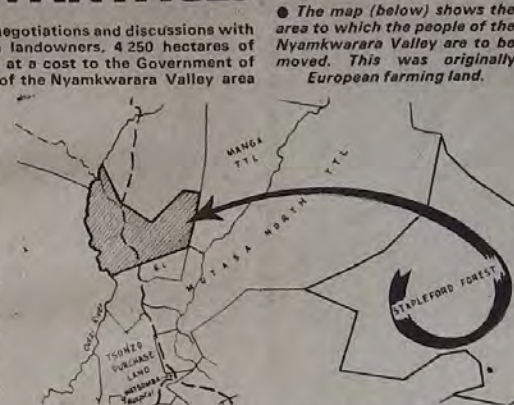 negotiations and discussions with
landowners, 4 250 hectares of
at a cost to the Government of
of the Nyamkwarara Valley area
● The map (below) shows the
area to which the people of the
Nyamkwarara Valley are to be
moved. This was originally
European farming land.
MANGA
T.T.L
MUTASA NORTH T.T.L
STAPLEFORD FOREST
TSONZO
PURCHASE
LAND
WATSOMBA
Hospital